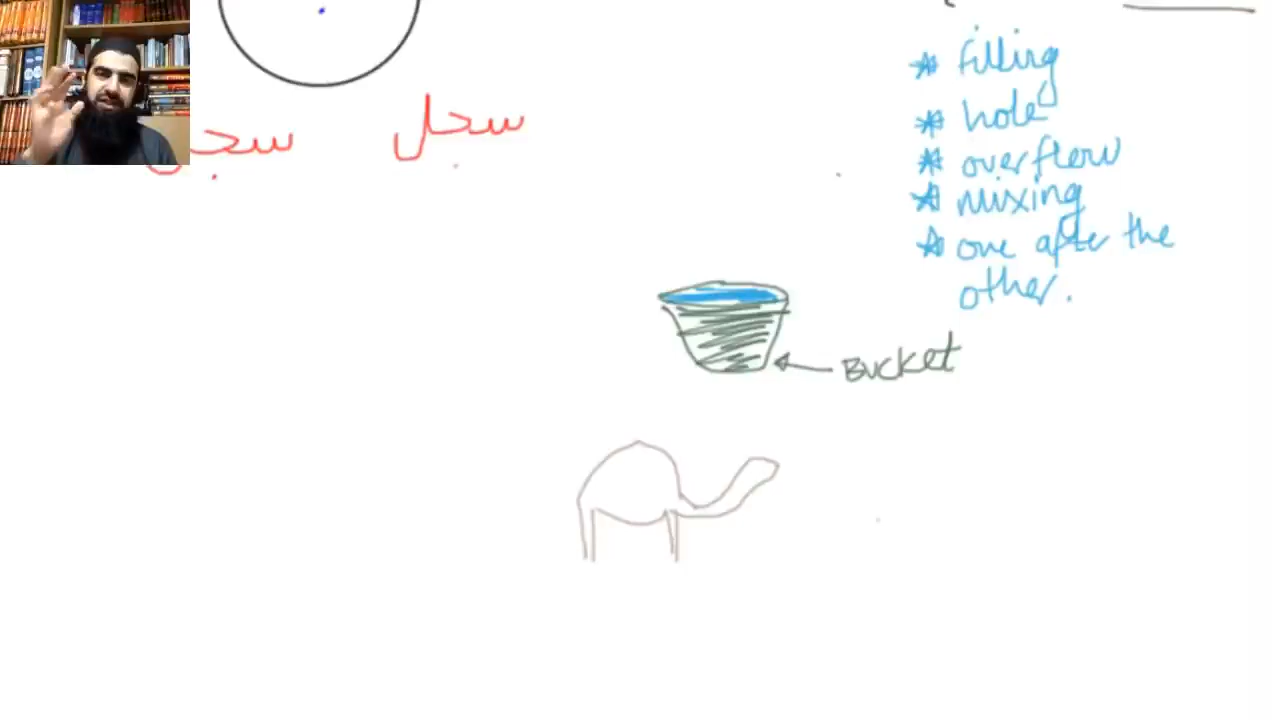 سجل
* filling
* hole
* overflow
* mixing
* one after the
other.
Bucket